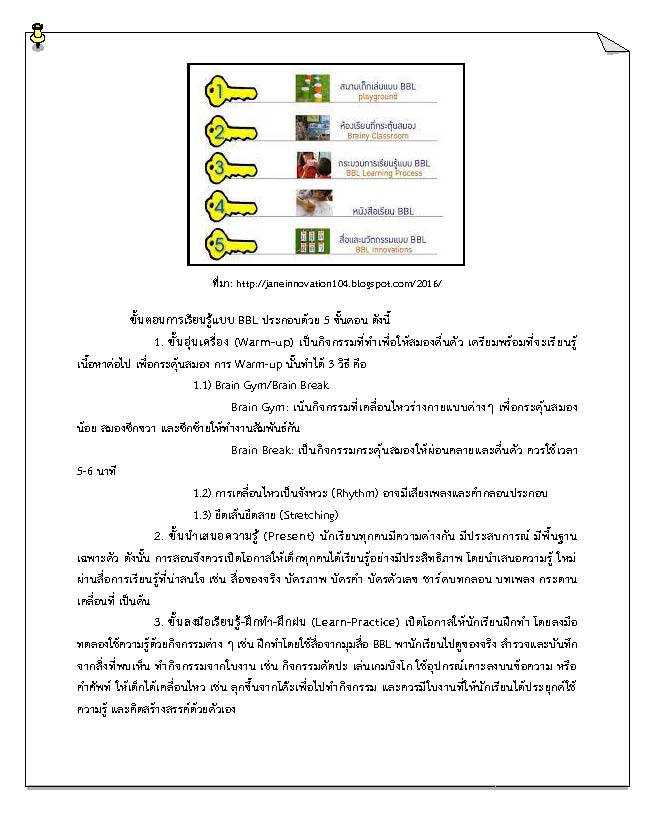 1 สนามเด็กเล่นแบบ BBL
playground
2 ห้องเรียนที่กระตุ้นสมอง
Brainy Classroom
3 กระบวนการเรียนรู้แบบ BBL
BBL Learning Process
4 หนังสือเรียน BBL
5 สื่อและนวัตกรรมแบบ BBL
BBL Innovations
ที่มา: http://janeinnovation104.blogspot.com/2016/
ขั้นตอนการเรียนรู้แบบ BBL ประกอบด้วย 5 ขั้นตอน ดังนี้
1. ขั้นอุ่นเครื่อง (Warm-up) เป็นกิจกรรมที่ทำเพื่อให้สมองตื่นตัว เตรียมพร้อมที่จะเรียนรู้
เนื้อหาต่อไป เพื่อกระตุ้นสมอง การ Warm-up นั้นทำได้ 3 วิธี คือ
1.1) Brain Gym/Brain Break
Brain Gym: เน้นกิจกรรมที่เคลื่อนไหวร่างกายแบบต่างๆ เพื่อกระตุ้นสมอง
น้อย สมองซีกขวา และซีกซ้ายให้ทำงานสัมพันธ์กัน
Brain Break: เป็นกิจกรรมกระตุ้นสมองให้ผ่อนคลายและตื่นตัว ควรใช้เวลา
5-6 นาที
1.2) การเคลื่อนไหวเป็นจังหวะ (Rhythm) อาจมีเสียงเพลงและคำกลอนประกอบ
1.3) ยืดเส้นยืดสาย (Stretching)
2. ขั้นนำเสนอความรู้ (Present) นักเรียนทุกคนมีความต่างกัน มีประสบการณ์ มีพื้นฐาน
เฉพาะตัว ดังนั้น การสอนจึงควรเปิดโอกาสให้เด็กทุกคนได้เรียนรู้อย่างมีประสิทธิภาพ โดยนำเสนอความรู้ ใหม่
ผ่านสื่อการเรียนรู้ที่น่าสนใจ เช่น สื่อของจริง บัตรภาพ บัตรคำ บัตรตัวเลข ชาร์ตบทกลอน บทเพลง กระดาน
เคลื่อนที่ เป็นต้น
3. ขั้นลงมือเรียนรู้-ฝึกทำ-ฝึกฝน (Learn-Practice) เปิดโอกาสให้นักเรียนฝึกทำ โดยลงมือ
ทดลองใช้ความรู้ด้วยกิจกรรมต่าง ๆ เช่น ฝึกทำโดยใช้สื่อจากมุมสื่อ BBL พานักเรียนไปดูของจริง สำรวจและบันทึก
จากสิ่งที่พบเห็น ทำกิจกรรมจากใบงาน เช่น กิจกรรมตัดปะ เล่นเกมบิงโก ใช้อุปกรณ์เคาะลงบนข้อความ หรือ
คำศัพท์ ให้เด็กได้เคลื่อนไหว เช่น ลุกขึ้นจากโต๊ะเพื่อไปทำกิจกรรม และควรมีใบงานที่ให้นักเรียนได้ประยุกต์ใช้
ความรู้ และคิดสร้างสรรค์ด้วยตัวเอง